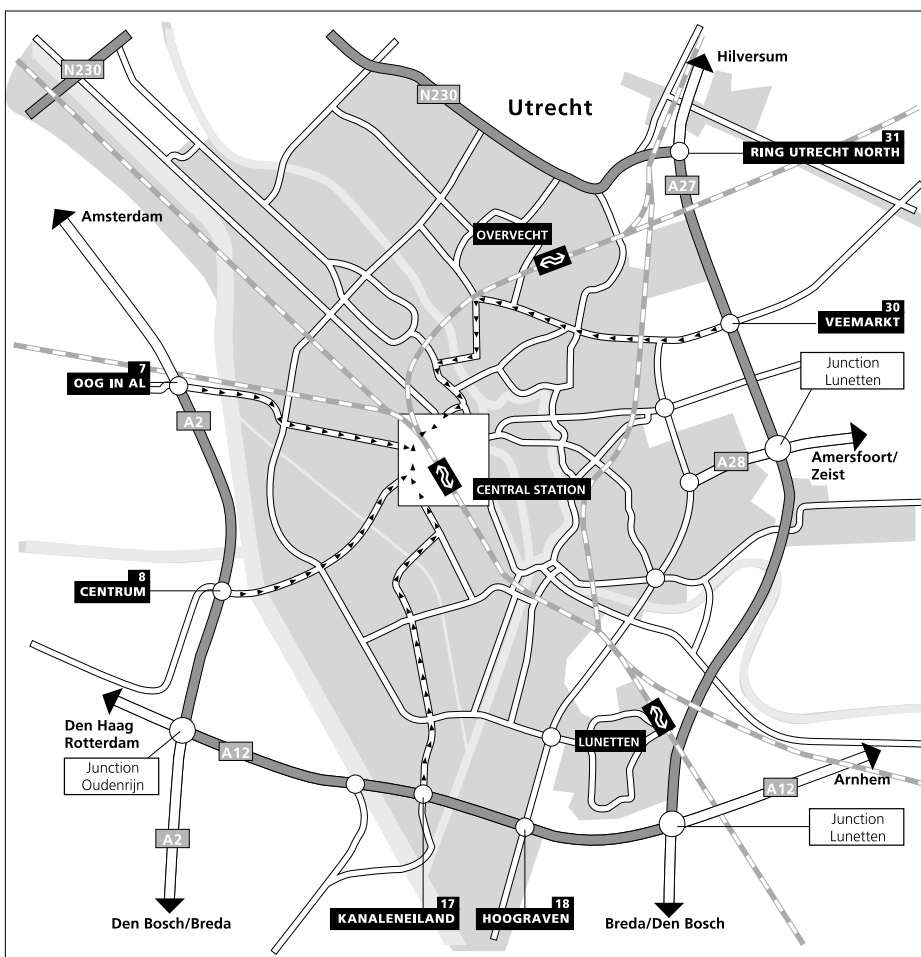 N230
N230
Utrecht
Hilversum
31
RING UTRECHT NORTH
A27
Amsterdam
OVERVECHT
30
VEEMARKT
7
OOG IN AL
Junction
Lunetten
A2
A28
Amersfoort/
Zeist
CENTRAL STATION
8
CENTRUM
Den Haag
Rotterdam
LUNETTEN
A12
Junction
Oudenrijn
Arnhem
A12
Junction
Lunetten
A2
17
KANALENEILAND
18
HOOGRAVEN
Den Bosch/Breda
Breda/Den Bosch